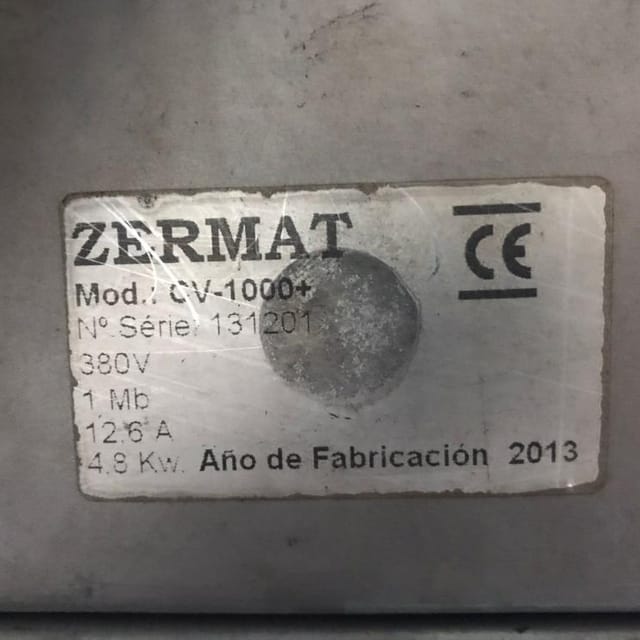 ZERMAT
CE
Mod.: CV-1000+
Nº Série: 131201
380V
1 Mb
12.6 A
4.8 Kw. Año de Fabricación 2013